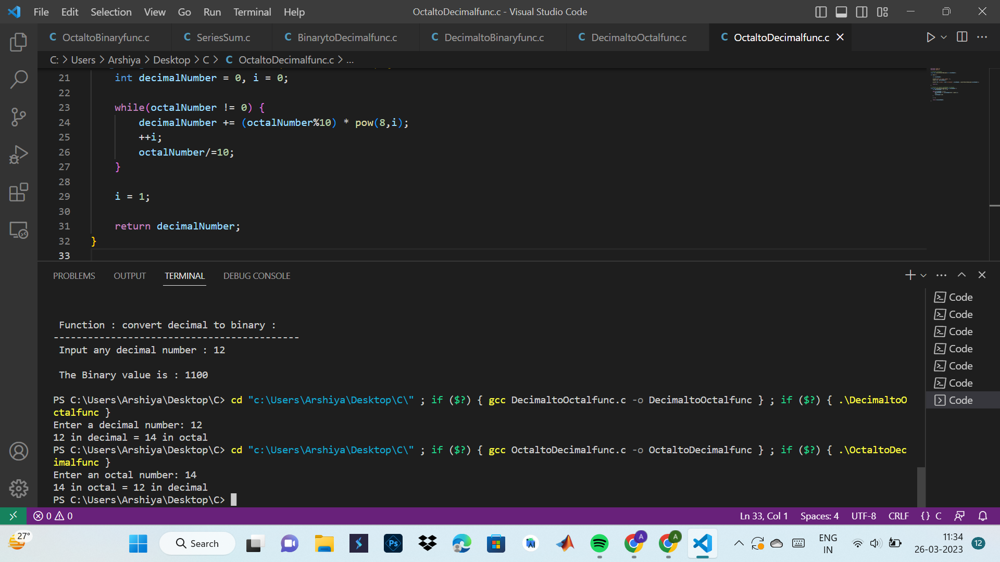 File Edit Selection View Go Run Terminal Help OctaltoDecimalfunc.c - Visual Studio Code
C OctaltoBinaryfunc.c C SeriesSum.c C BinarytoDecimalfunc.c C DecimaltoBinaryfunc.c C DecimaltoOctalfunc.c C OctaltoDecimalfunc.c
C: > Users > Arshiya > Desktop > C > C OctaltoDecimalfunc.c > ...
21 int decimalNumber = 0, i = 0;
22
23 while(octalNumber != 0) {
24 decimalNumber += (octalNumber%10) * pow(8,i);
25 ++i;
26 octalNumber/=10;
27 }
28
29 i = 1;
30
31 return decimalNumber;
32 }
33
PROBLEMS OUTPUT TERMINAL DEBUG CONSOLE
Code
Code
Code
Code
Code
Code
Code
Function : convert decimal to binary :
-------------------------------------------
Input any decimal number : 12
The Binary value is : 1100
PS C:\Users\Arshiya\Desktop\C> cd "c:\Users\Arshiya\Desktop\C\" ; if ($?) { gcc DecimaltoOctalfunc.c -o DecimaltoOctalfunc } ; if ($?) { .\DecimaltoO
ctalfunc }
Enter a decimal number: 12
12 in decimal = 14 in octal
PS C:\Users\Arshiya\Desktop\C> cd "c:\Users\Arshiya\Desktop\C\" ; if ($?) { gcc OctaltoDecimalfunc.c -o OctaltoDecimalfunc } ; if ($?) { .\OctaltoDec
imalfunc }
Enter an octal number: 14
14 in octal = 12 in decimal
PS C:\Users\Arshiya\Desktop\C>
0 0 Ln 33, Col 1 Spaces: 4 UTF-8 CRLF {} C
27° Search Ps A A ENG IN 11:34 26-03-2023 12